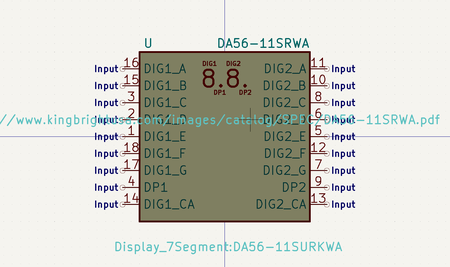 U DA56-11SRWA
Input 16 DIG1_A DIG1 DIG2 DIG2_A 11 Input
Input 15 DIG1_B 8.8. DIG2_B 10 Input
DP1 DP2
Input 3 DIG1_C DIG2_C 8 Input
Input 2 DIG1_D DIG2_D 6 Input
//www.kingbrightusa.com/images/catalog/SPEC/DA56-11SRWA.pdf
Input 1 DIG1_E DIG2_E 5 Input
Input 18 DIG1_F DIG2_F 12 Input
Input 17 DIG1_G DIG2_G 7 Input
Input 4 DP1 DP2 9 Input
Input 14 DIG1_CA DIG2_CA 13 Input
Display_7Segment:DA56-11SURKWA